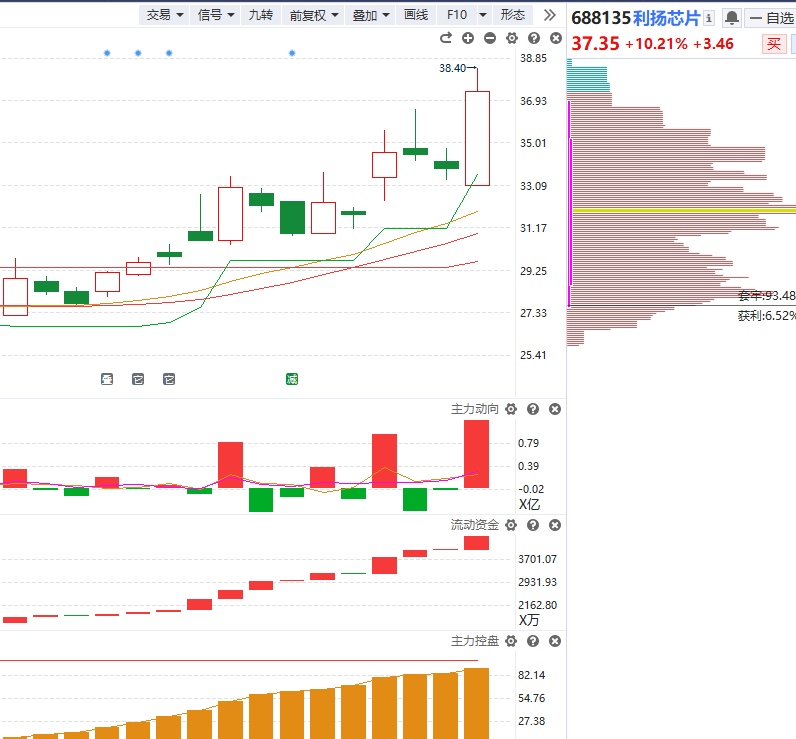 交易 信号 九转 前复权 叠加 画线 F10 形态
688135利扬芯片 自选
37.35 +10.21% +3.46 买
38.40
38.85
36.93
35.01
33.09
31.17
29.25
27.33
25.41
套牢:93.48
获利:6.52%
它 它 减
主力动向
0.79
0.39
-0.02
X亿
流动资金
3701.07
2931.93
2162.80
X万
主力控盘
82.14
54.76
27.38